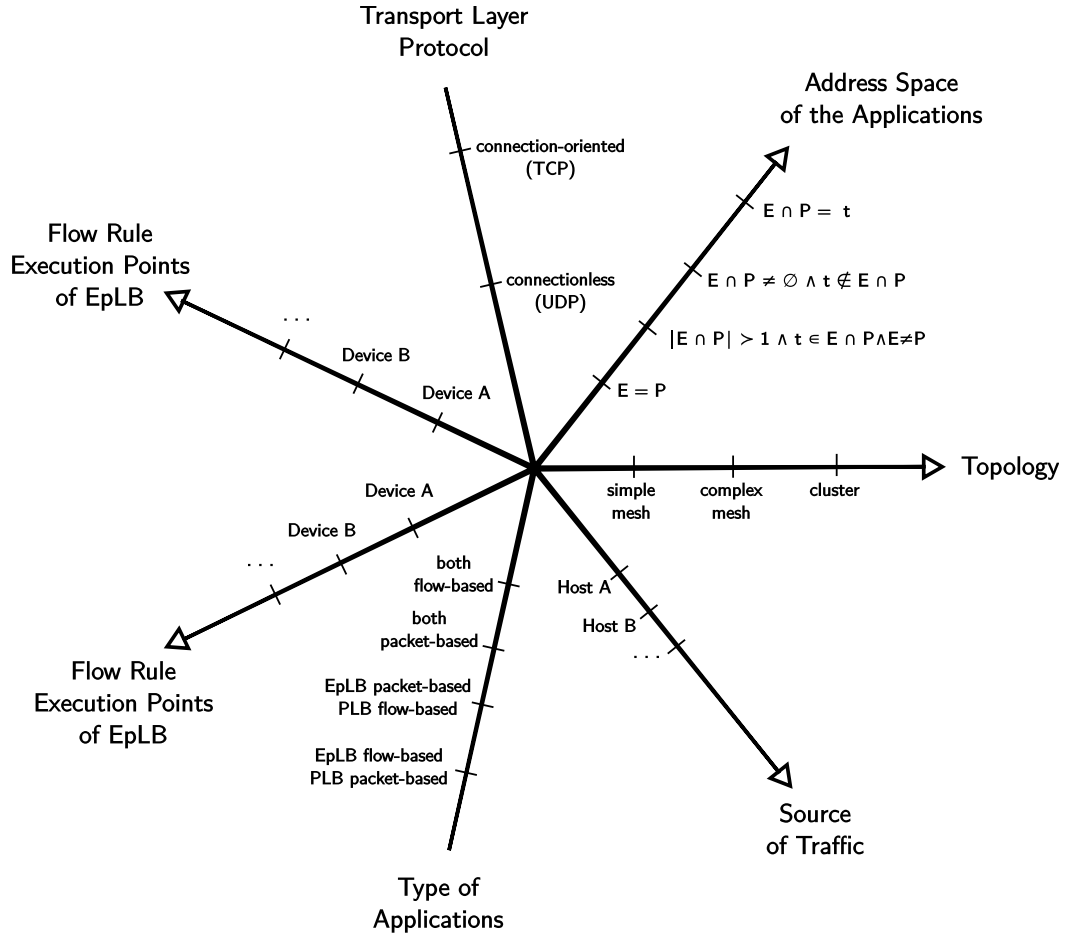 Transport Layer
Protocol
Address Space
of the Applications
connection-oriented
(TCP)
E ∩ P = t
Flow Rule
Execution Points
of EpLB
connectionless
(UDP)
E ∩ P ≠ ∅ ∧ t ∉ E ∩ P
. . .
|E ∩ P| ≻ 1 ∧ t ∈ E ∩ P∧E≠P
Device B
Device A
E = P
Topology
simple
mesh
complex
mesh
cluster
Device A
Device B
. . .
both
flow-based
Host A
both
packet-based
Host B
. . .
Flow Rule
Execution Points
of EpLB
EpLB packet-based
PLB flow-based
EpLB flow-based
PLB packet-based
Source
of Traffic
Type of
Applications